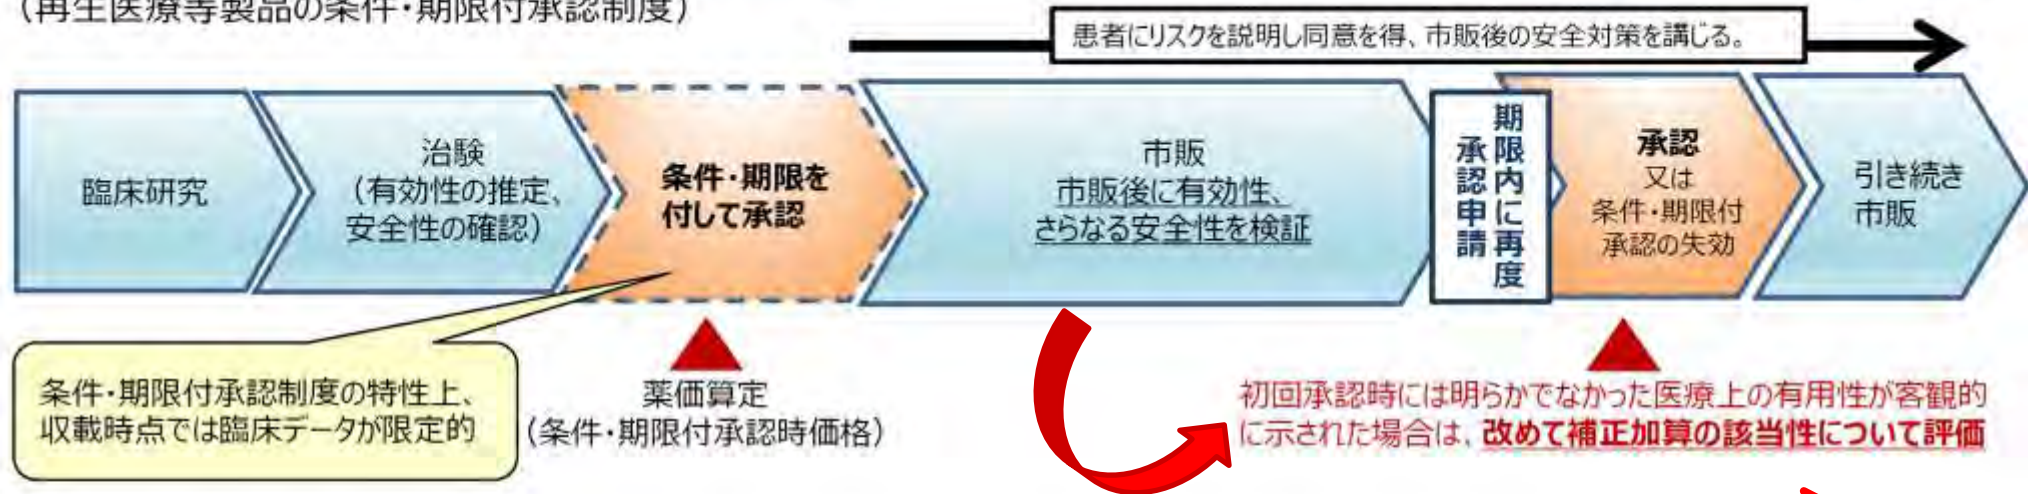 (再生医療等製品の条件・期限付承認制度)
患者にリスクを説明し同意を得、市販後の安全対策を講じる。
臨床研究
治験
(有効性の推定、
安全性の確認)
条件・期限を
付して承認
市販
市販後に有効性、
さらなる安全性を検証
期限内に再度
承認申請
承認
又は
条件・期限付
承認の失効
引き続き
市販
条件・期限付承認制度の特性上、
収載時点では臨床データが限定的
薬価算定
(条件・期限付承認時価格)
初回承認時には明らかでなかった医療上の有用性が客観的
に示された場合は、改めて補正加算の該当性について評価